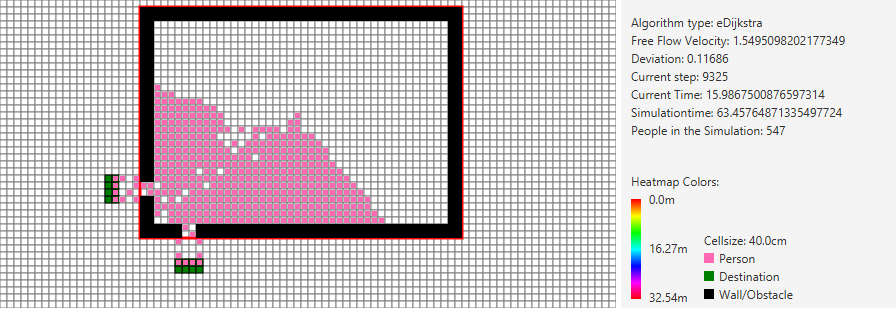 Algorithm type: eDijkstra
Free Flow Velocity: 1.5495098202177349
Deviation: 0.11686
Current step: 9325
Current Time: 15.9867500876597314
Simulationtime: 63.45764871335497724
People in the Simulation: 547
Heatmap Colors:
0.0m
16.27m
32.54m
Cellsize: 40.0cm
Person
Destination
Wall/Obstacle